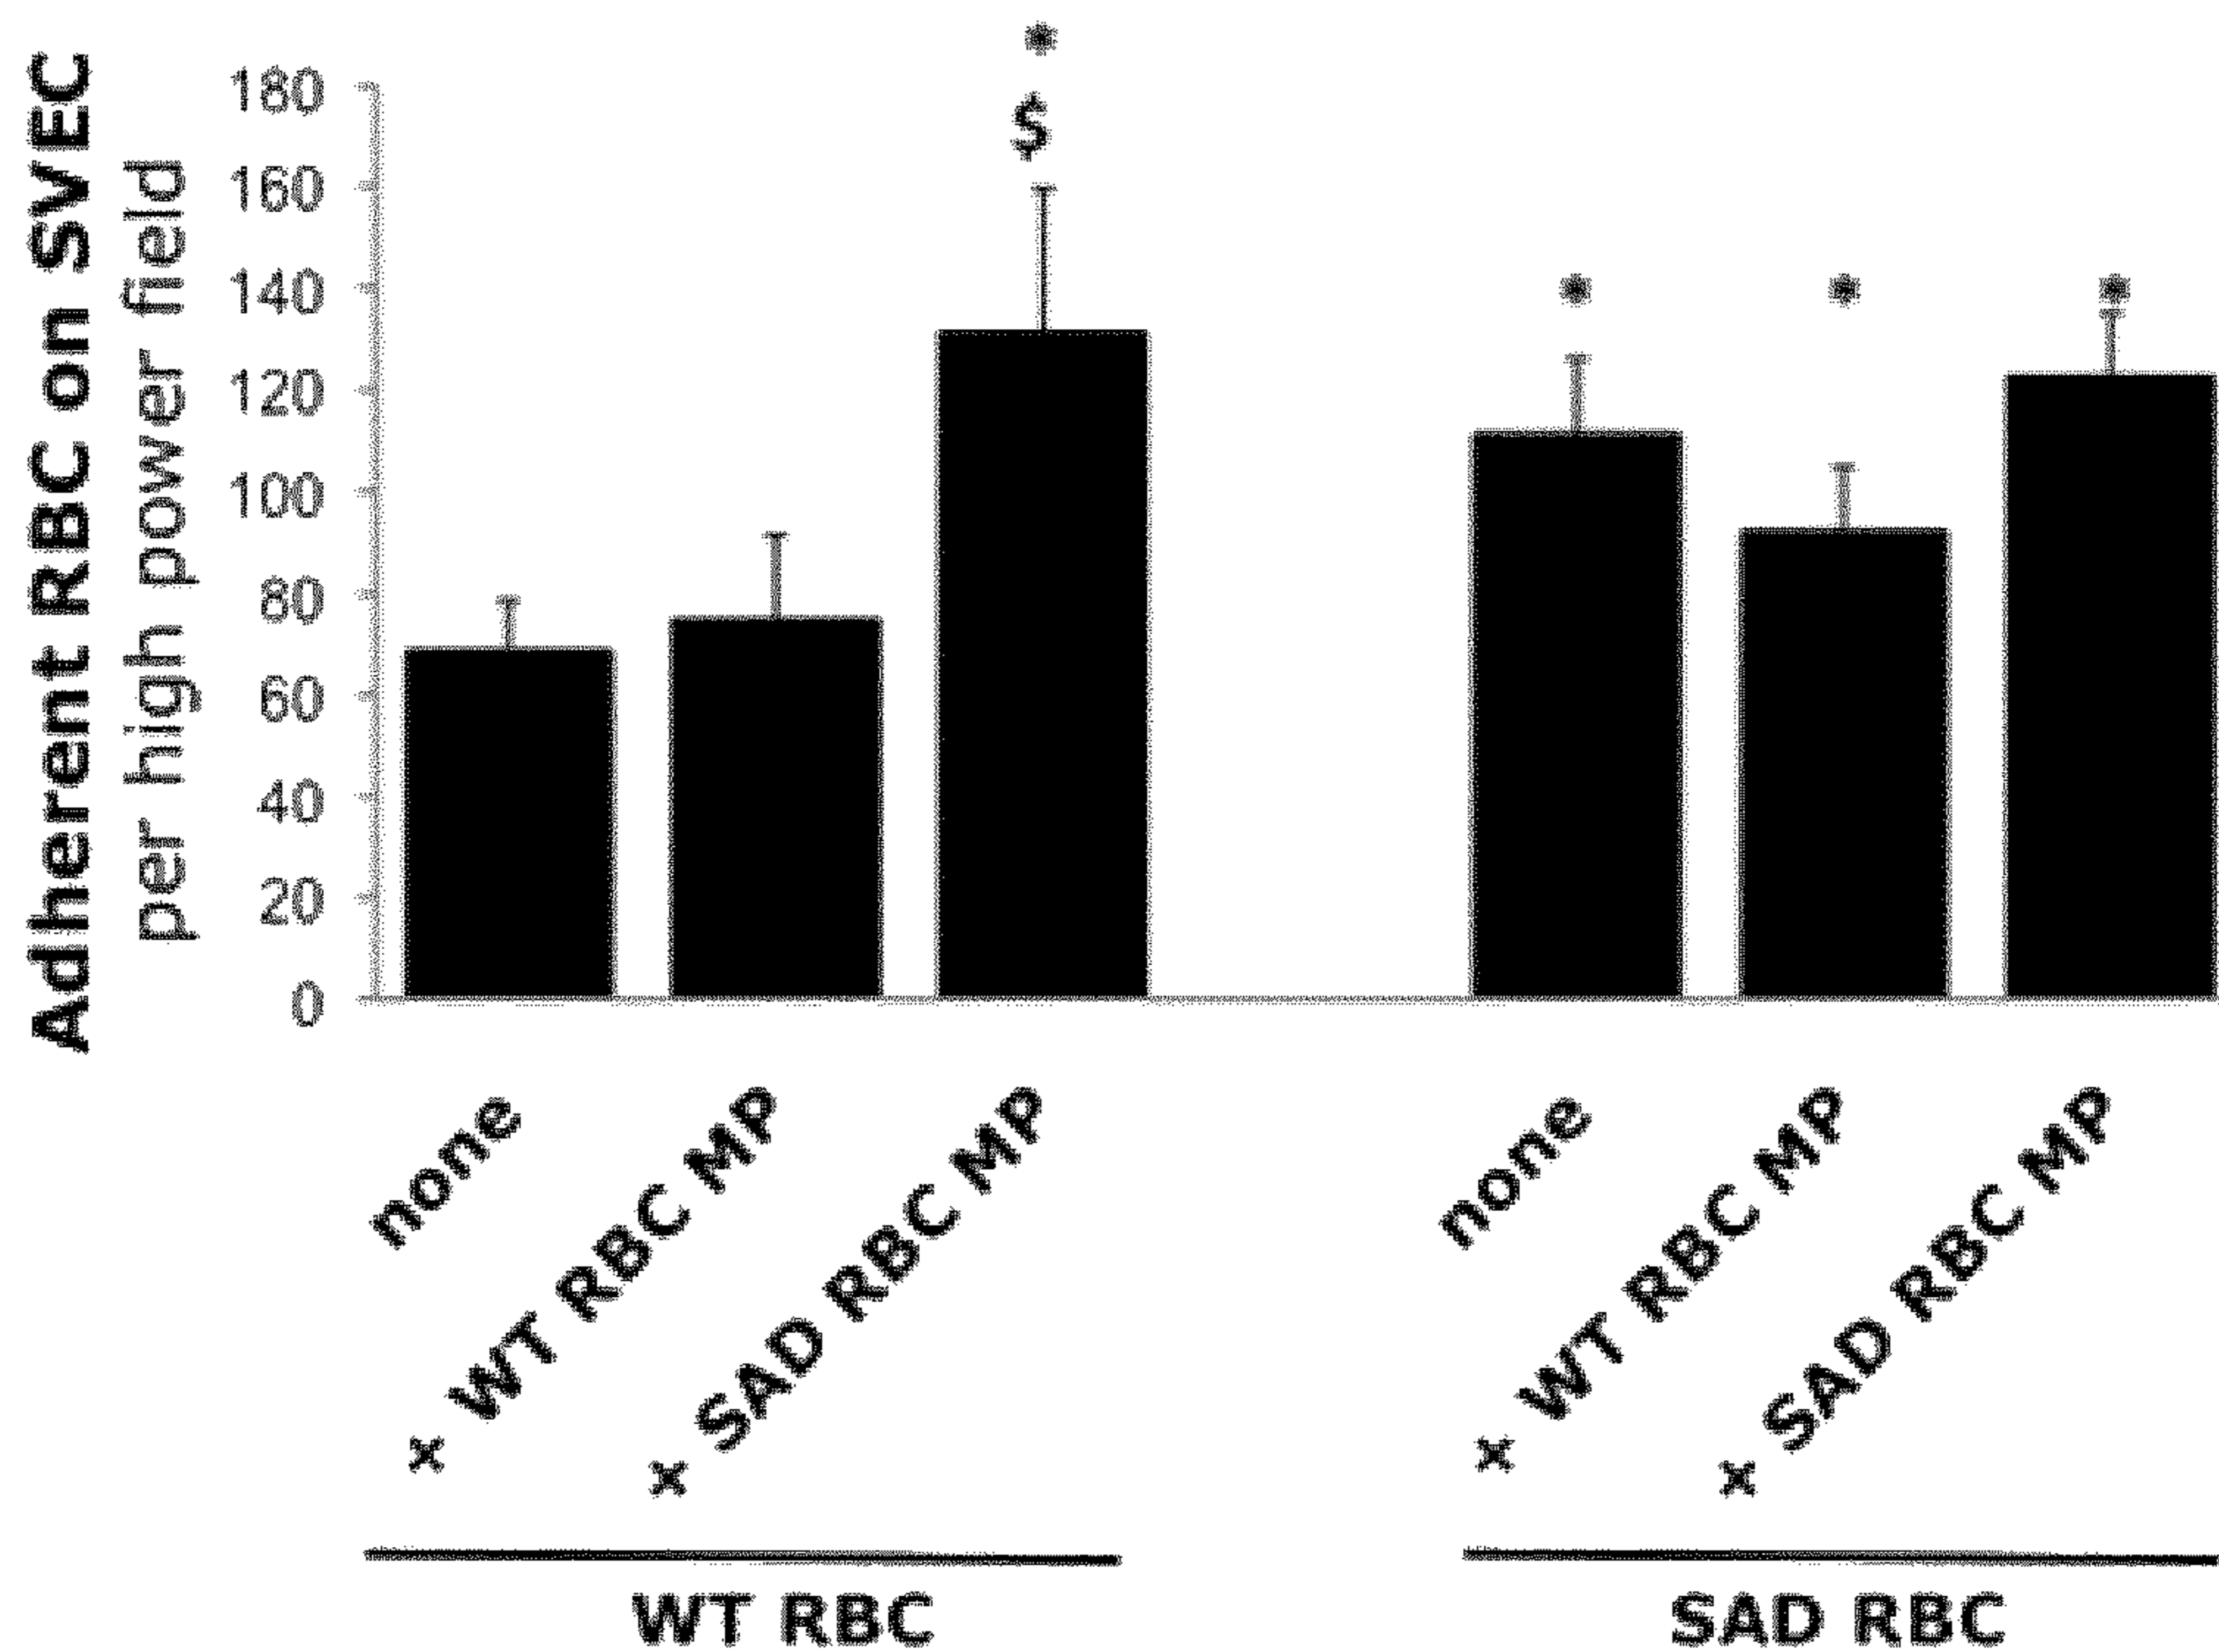 Adherent RBC on SVEC
per high power field
180
160
140
120
100
80
60
40
20
0
*
$
*
*
*
none
+ WT RBC MP
+ SAD RBC MP
none
+ WT RBC MP
+ SAD RBC MP
WT RBC
SAD RBC